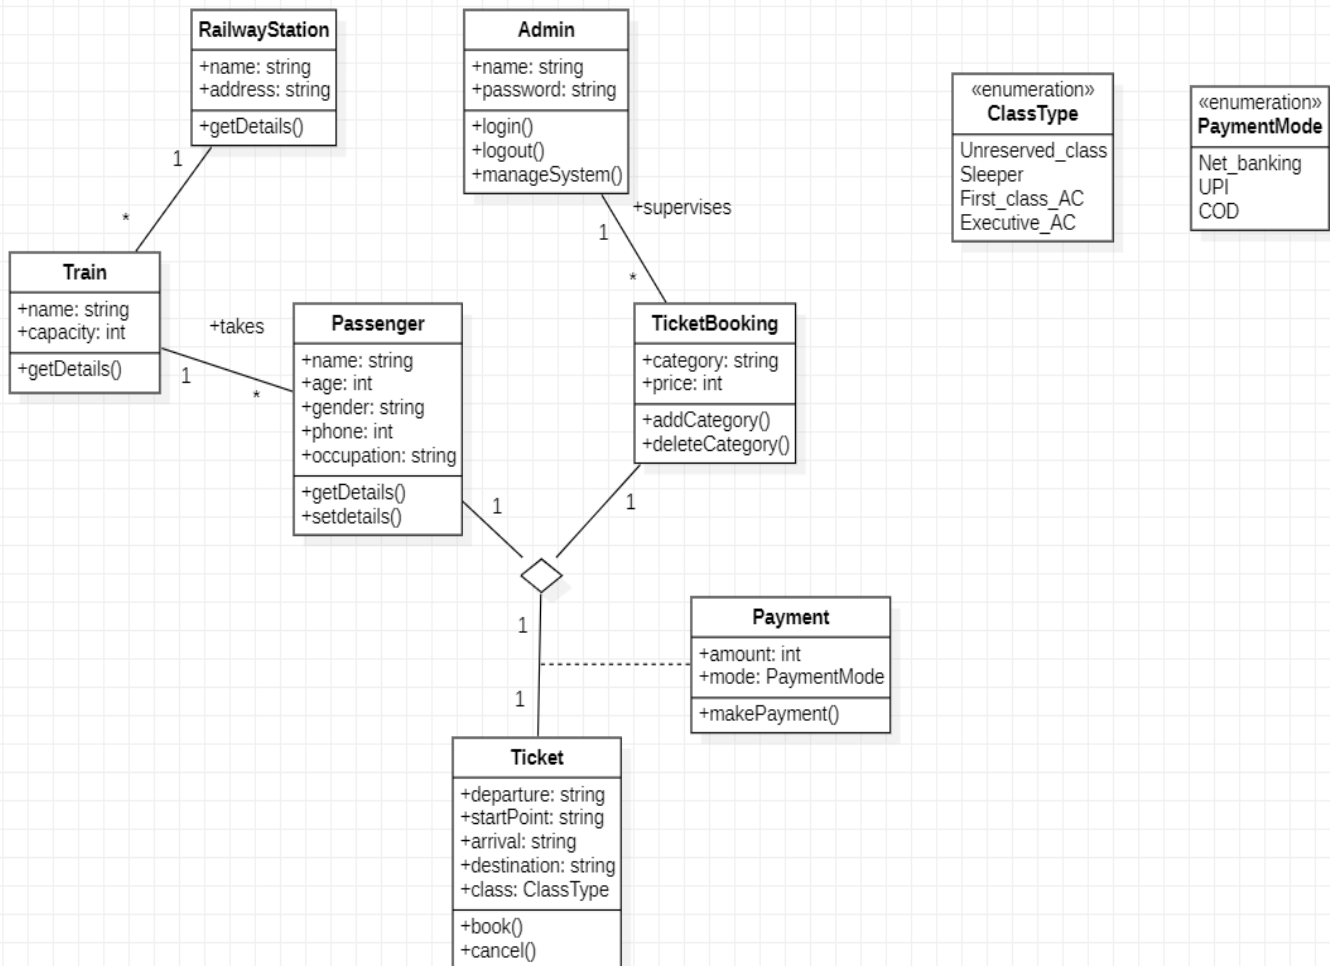 RailwayStation
+name: string
+address: string
+getDetails()
Admin
+name: string
+password: string
+login()
+logout()
+manageSystem()
«enumeration»
ClassType
Unreserved_class
Sleeper
First_class_AC
Executive_AC
«enumeration»
PaymentMode
Net_banking
UPI
COD
1
*
+supervises
1
*
Train
+name: string
+capacity: int
+getDetails()
+takes
1
*
Passenger
+name: string
+age: int
+gender: string
+phone: int
+occupation: string
+getDetails()
+setdetails()
TicketBooking
+category: string
+price: int
+addCategory()
+deleteCategory()
1
1
1
1
Payment
+amount: int
+mode: PaymentMode
+makePayment()
Ticket
+departure: string
+startPoint: string
+arrival: string
+destination: string
+class: ClassType
+book()
+cancel()